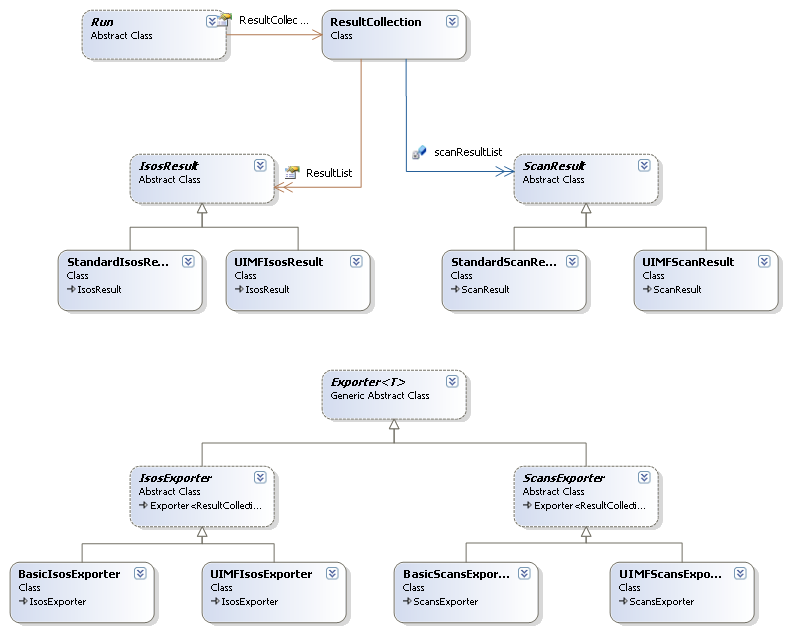 Run
Abstract Class
ResultCollec ...
ResultCollection
Class
IsosResult
Abstract Class
ResultList
scanResultList
ScanResult
Abstract Class
StandardIsosRe...
Class
IsosResult
UIMFIsosResult
Class
IsosResult
StandardScanRe...
Class
ScanResult
UIMFScanResult
Class
ScanResult
Exporter<T>
Generic Abstract Class
IsosExporter
Abstract Class
Exporter<ResultCollecti...
ScansExporter
Abstract Class
Exporter<ResultCollecti...
BasicIsosExporter
Class
IsosExporter
UIMFIsosExporter
Class
IsosExporter
BasicScansExpor...
Class
ScansExporter
UIMFScansExpo...
Class
ScansExporter